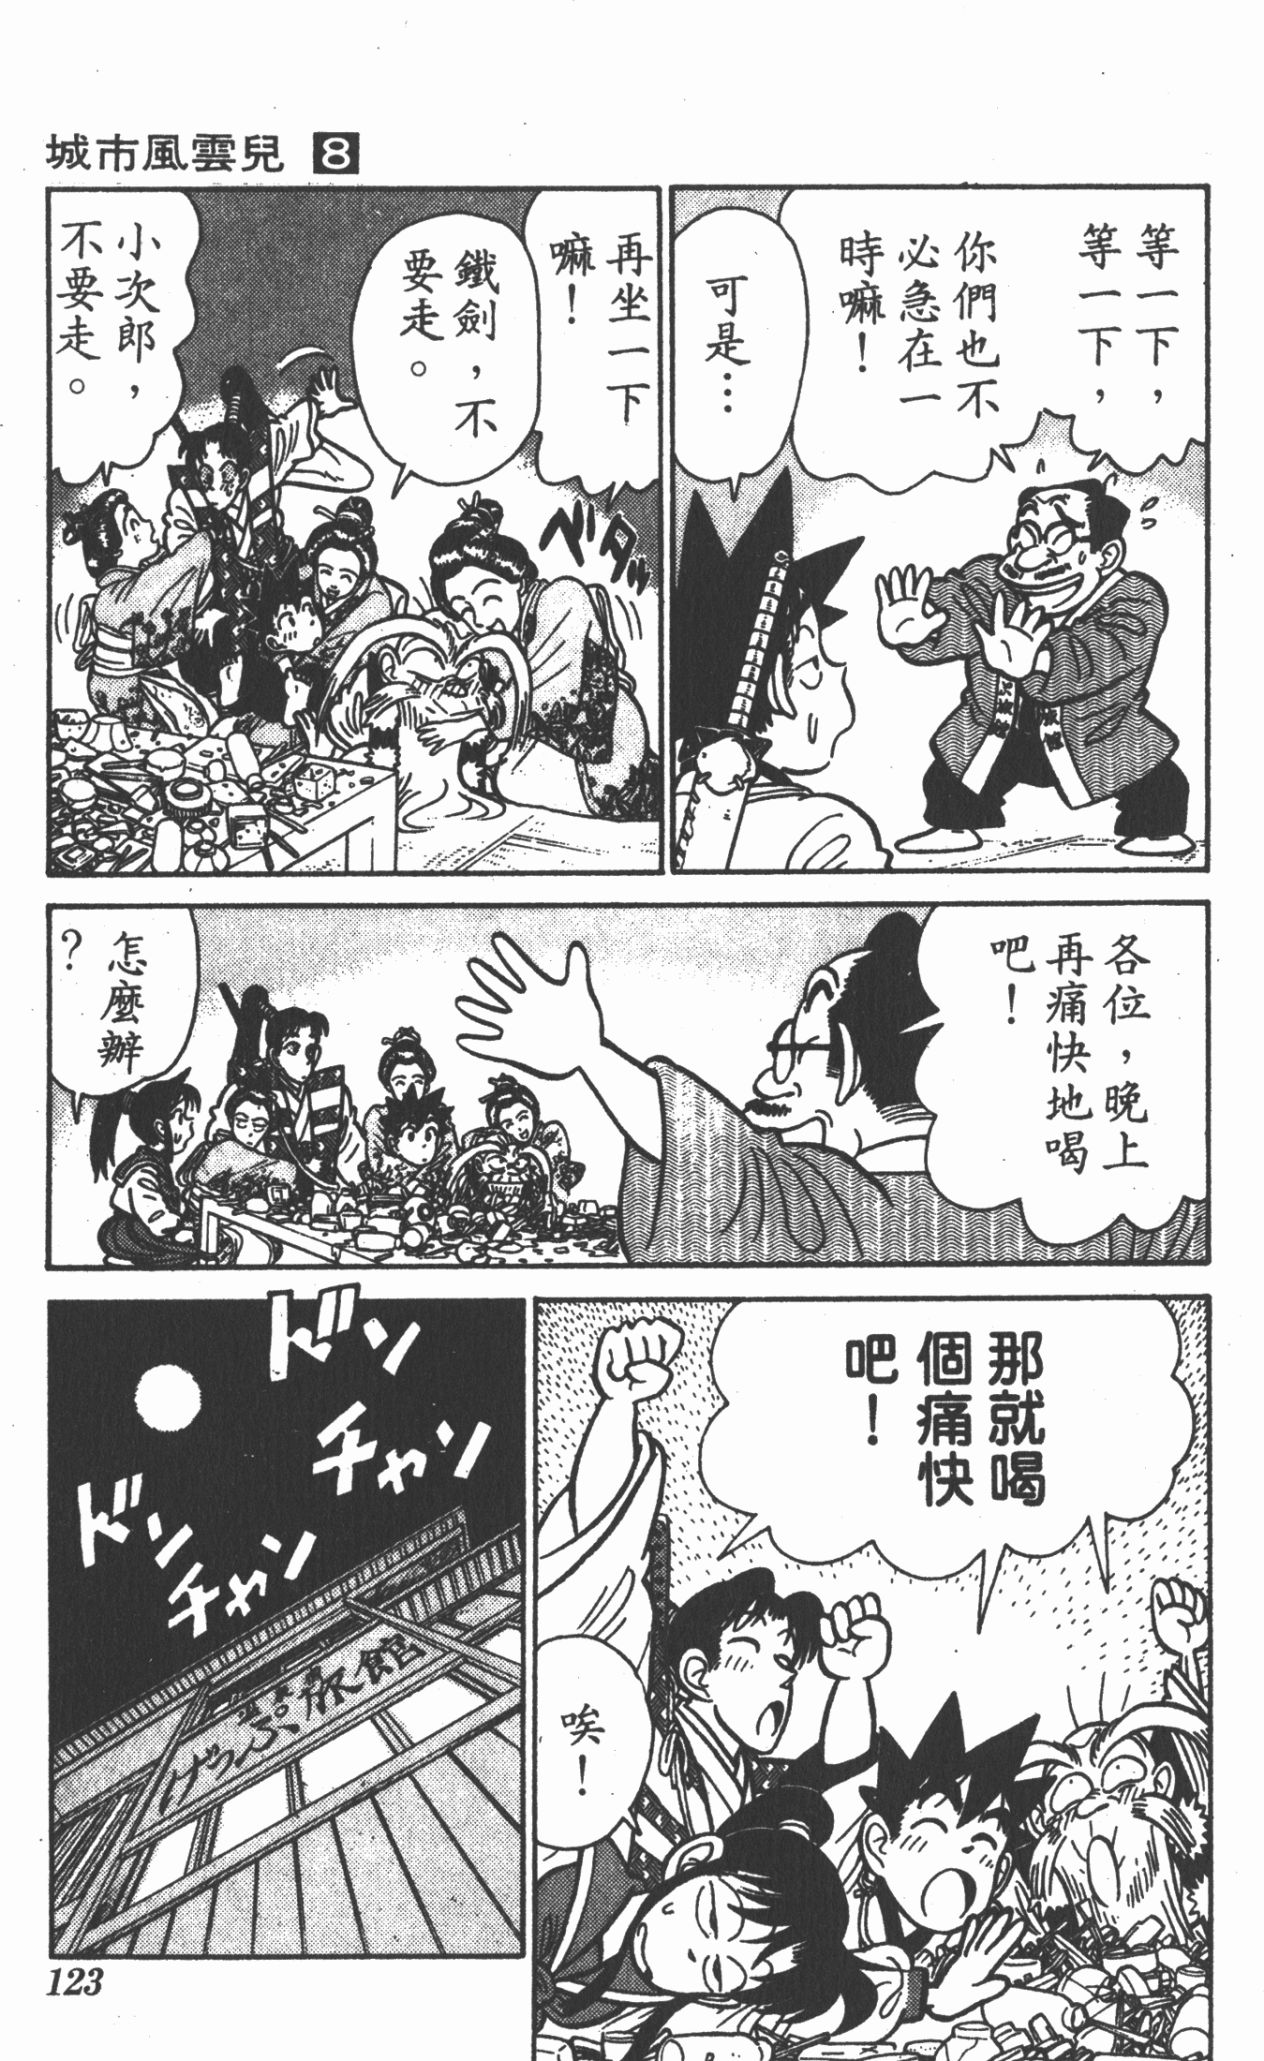 城市風雲兒 8
等一下，
等一下，
你們也不
必急在一
時嘛！
可是…
再坐一下
嘛！
鐵劍，不
要走。
小次郎，
不要走。
ベタッ
各位，晚上
再痛快地喝
吧！
怎麼辦
？
那就喝
個痛快
吧！
唉！
ドン
チャン
ドン
チャン
旅館
123